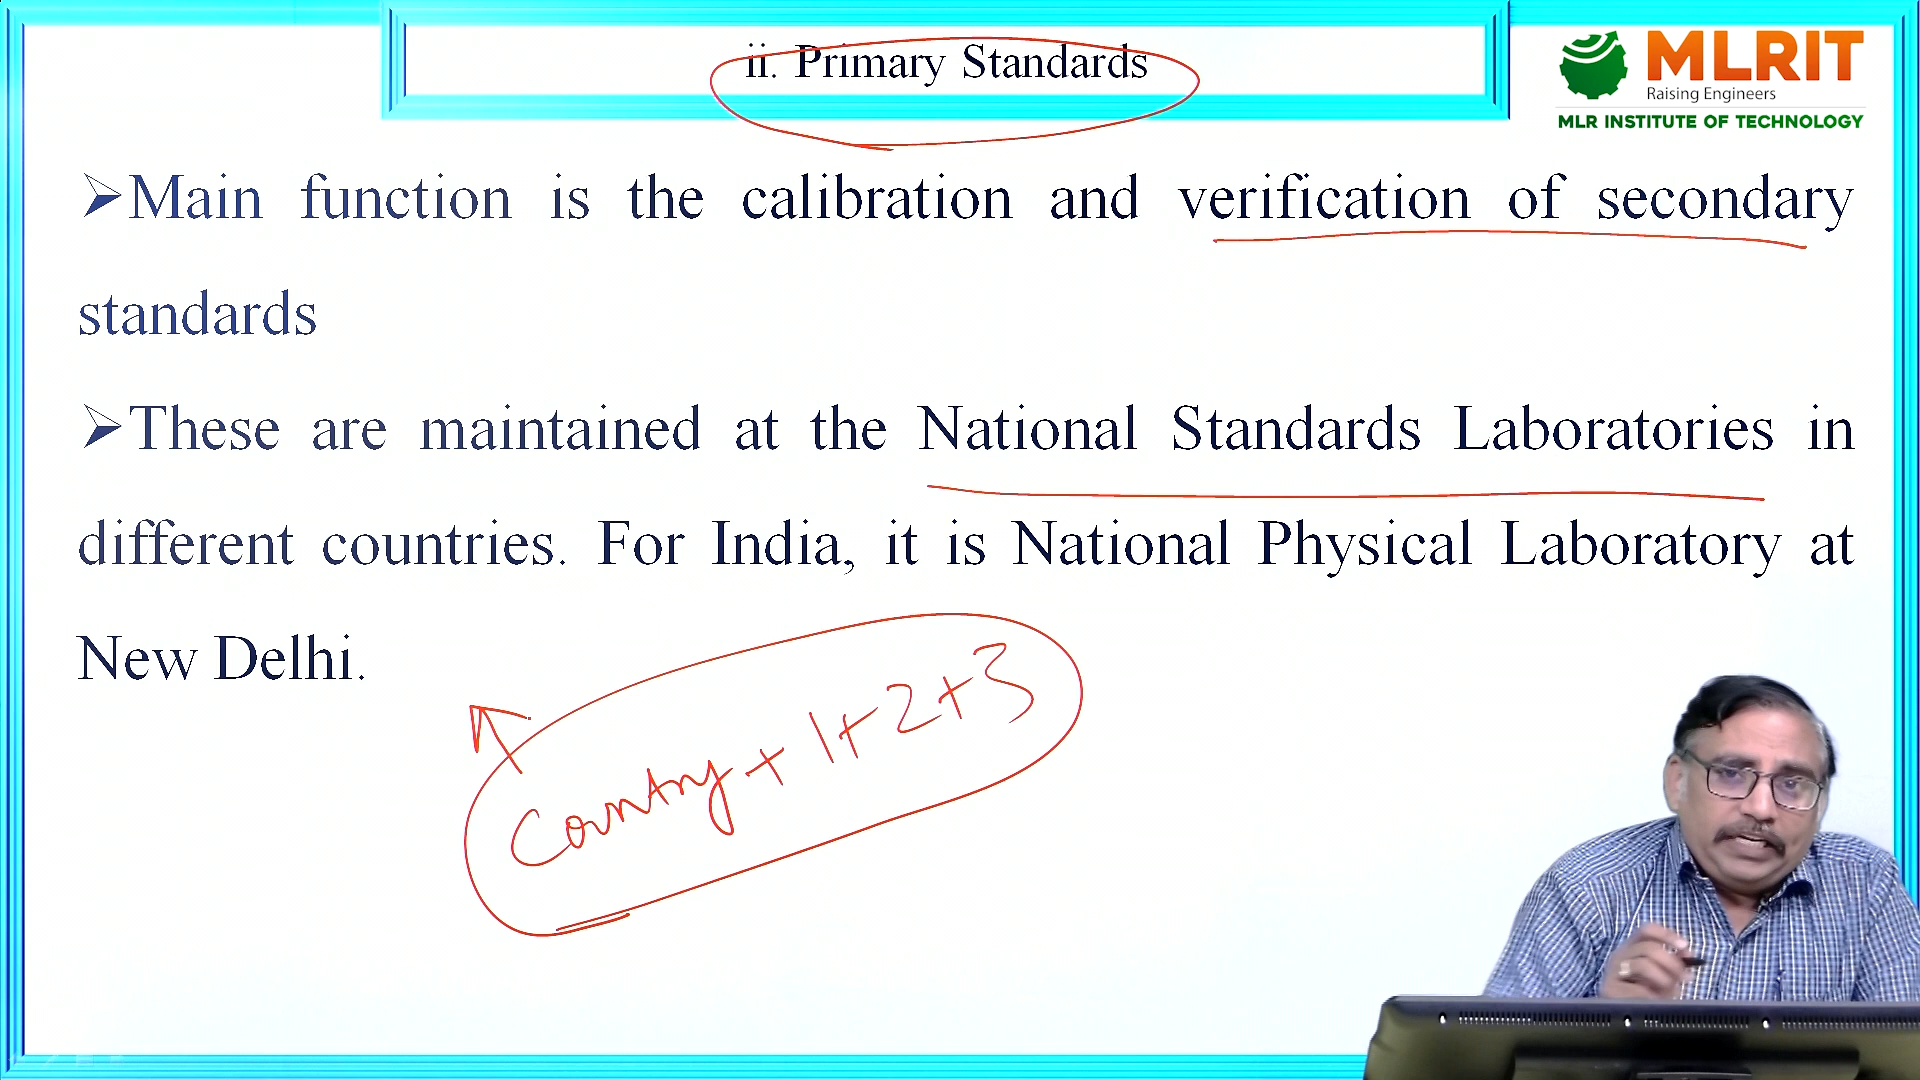 ii. Primary Standards
MLRIT
Raising Engineers
MLR INSTITUTE OF TECHNOLOGY
➢Main function is the calibration and verification of secondary
standards
➢These are maintained at the National Standards Laboratories in
different countries. For India, it is National Physical Laboratory at
New Delhi.
Country + 1+2+3